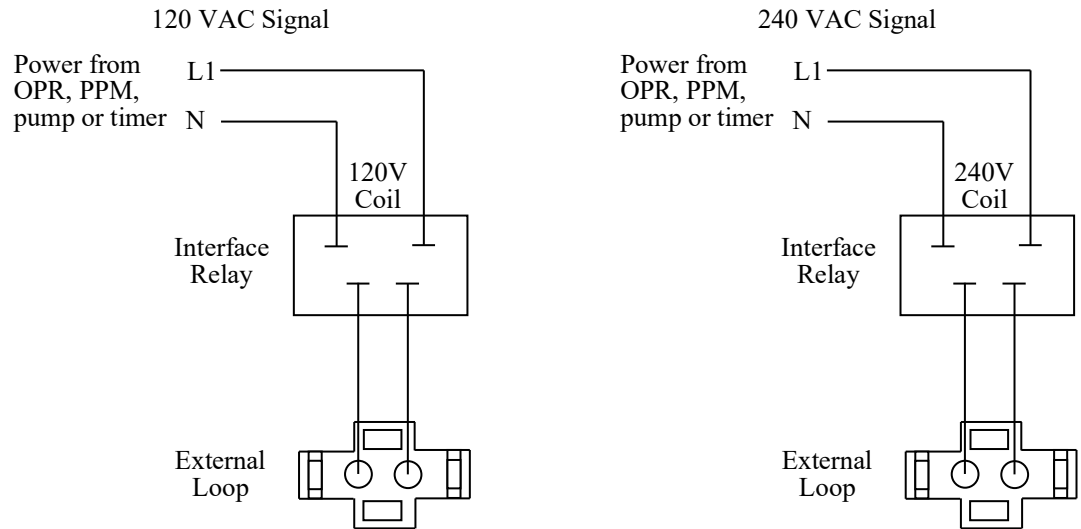 120 VAC Signal
Power from
OPR, PPM,
pump or timer
L1
N
120V
Coil
Interface
Relay
External
Loop
240 VAC Signal
Power from
OPR, PPM,
pump or timer
L1
N
240V
Coil
Interface
Relay
External
Loop